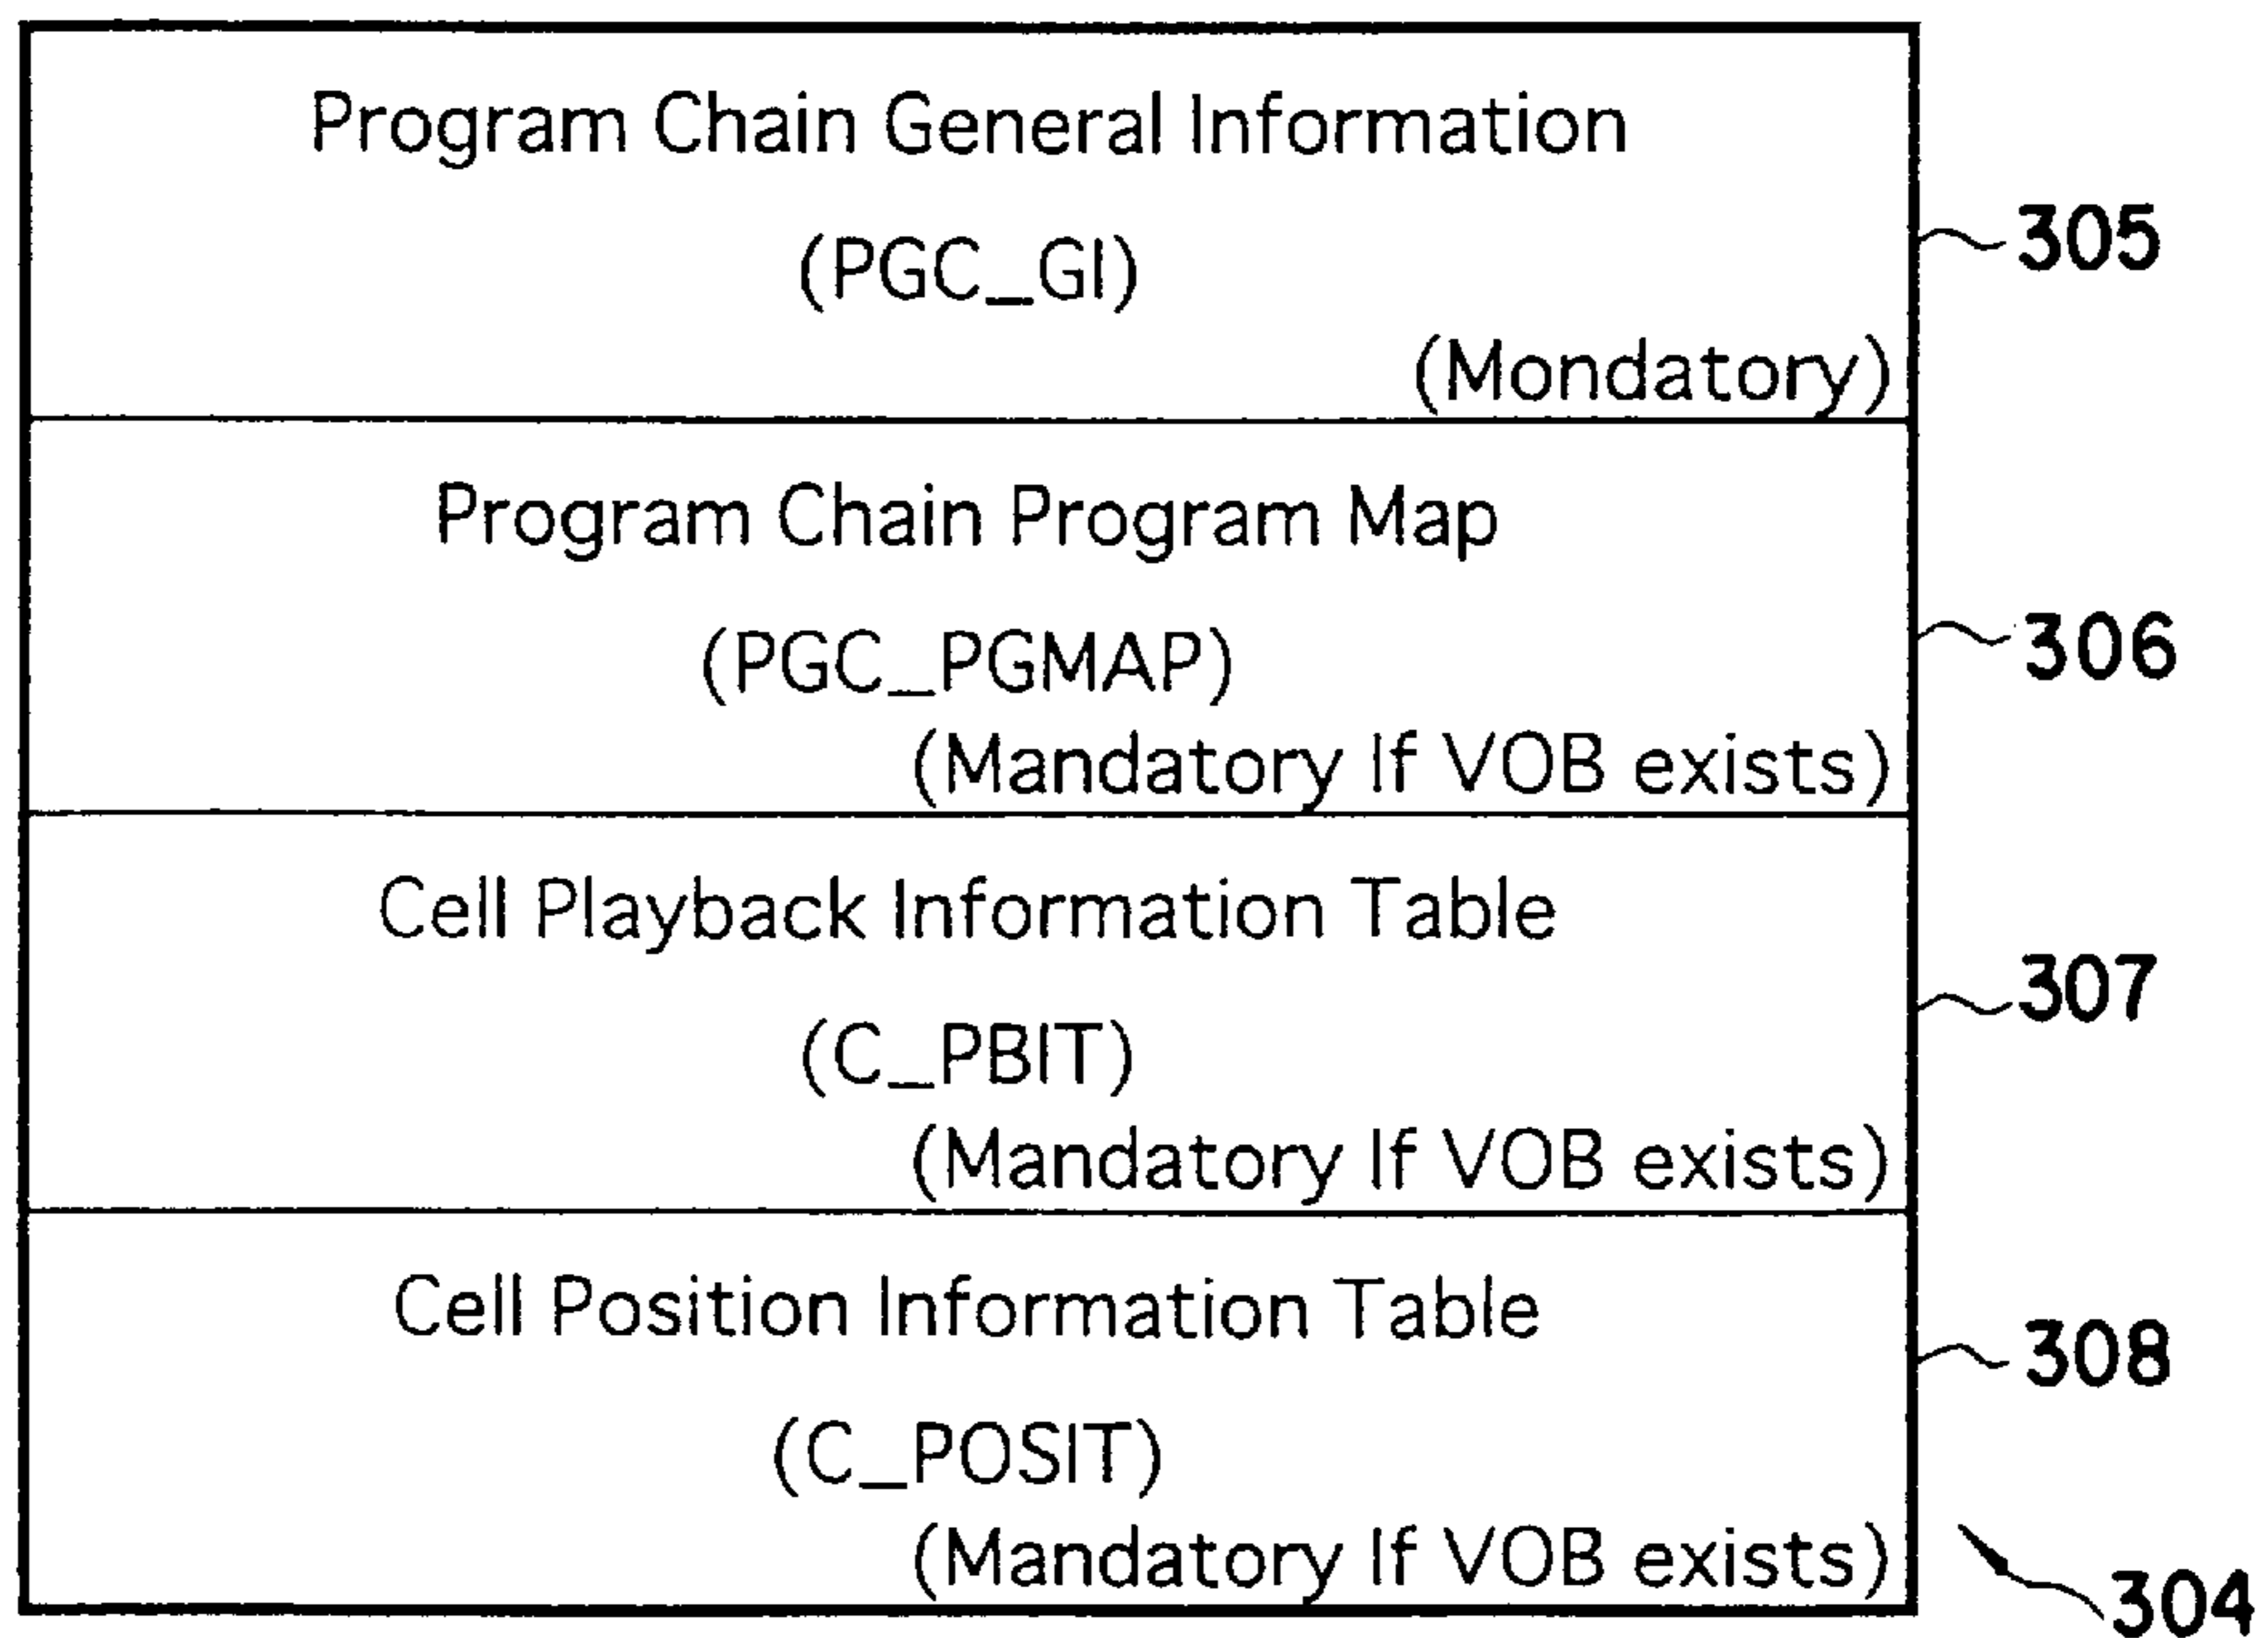 Program Chain General Information
(PGC_GI)
305
(Mondatory)
Program Chain Program Map
(PGC_PGMAP)
306
(Mandatory If VOB exists)
Cell Playback Information Table
307
(C_PBIT)
(Mandatory If VOB exists)
Cell Position Information Table
308
(C_POSIT)
(Mandatory If VOB exists)
304